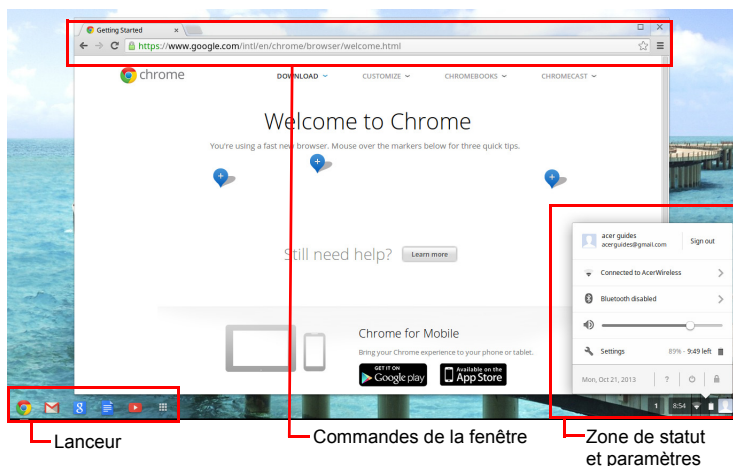 Getting Started ×
https://www.google.com/intl/en/chrome/browser/welcome.html
chrome DOWNLOAD CUSTOMIZE CHROMEBOOKS CHROMECAST
Welcome to Chrome
You're using a fast new browser. Mouse over the markers below for three quick tips.
acer guides
acerguides@gmail.com
Sign out
Connected to AcerWireless
Still need help? Learn more
Bluetooth disabled
Settings 89% - 9:49 left
Mon, Oct 21, 2013 ?
Chrome for Mobile
Bring your Chrome experience to your phone or tablet.
GET IT ON
Google play
Available on the
App Store
8
1 8:54
Lanceur
Commandes de la fenêtre
Zone de statut
et paramètres